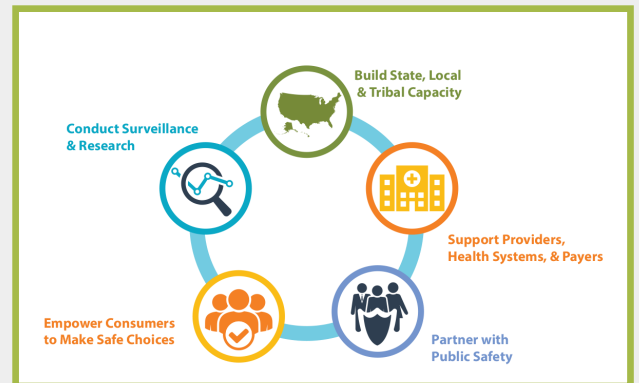 Build State, Local
& Tribal Capacity
Conduct Surveillance
& Research
Support Providers,
Health Systems, & Payers
Empower Consumers
to Make Safe Choices
Partner with
Public Safety